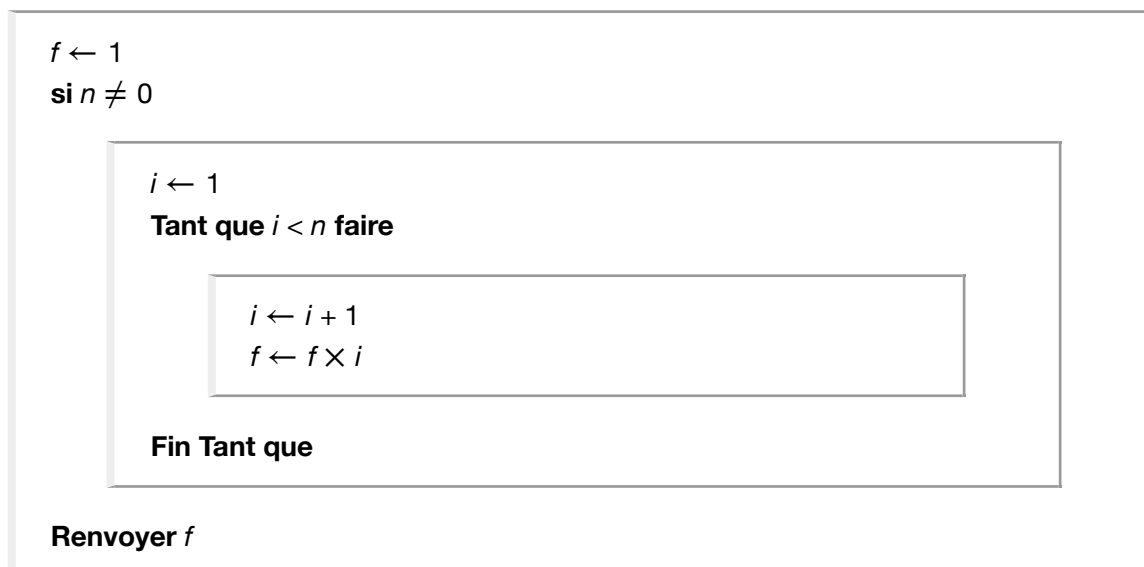 f ← 1
si n ≠ 0
i ← 1
Tant que i < n faire
i ← i + 1
f ← f × i
Fin Tant que
Renvoyer f